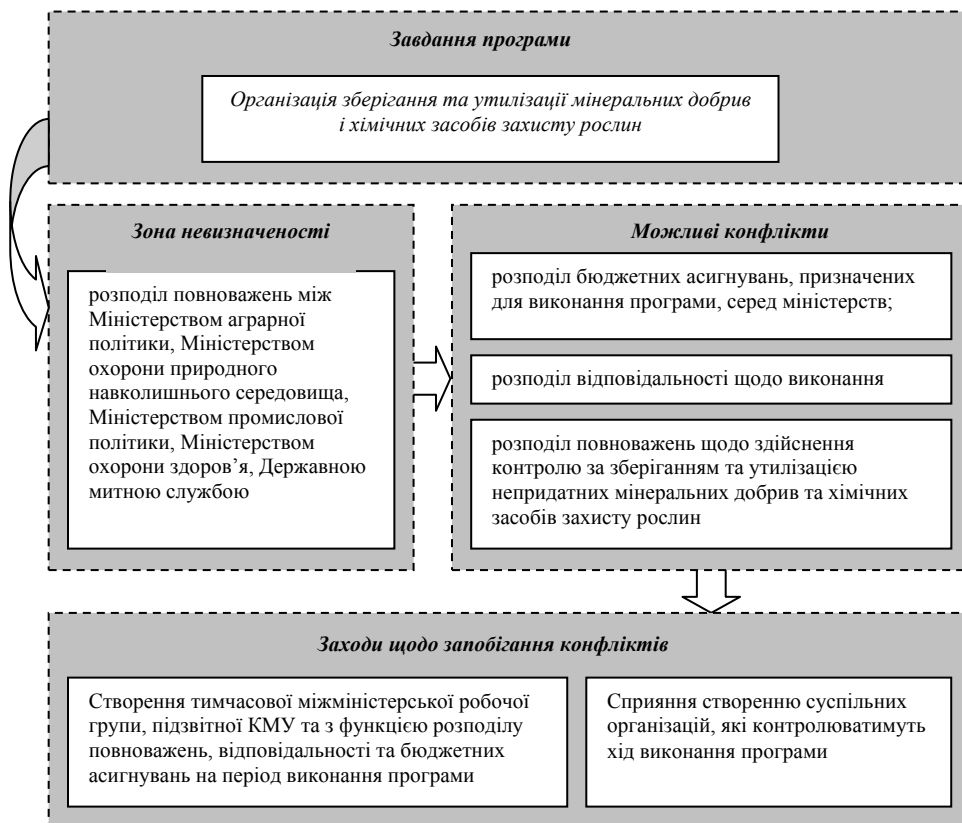 Завдання програми
Організація зберігання та утилізації мінеральних добрив
і хімічних засобів захисту рослин
Зона невизначеності
розподіл повноважень між
Міністерством аграрної
політики, Міністерством
охорони природного
навколишнього середовища,
Міністерством промислової
політики, Міністерством
охорони здоров’я, Державною
митною службою
Можливі конфлікти
розподіл бюджетних асигнувань, призначених
для виконання програми, серед міністерств;
розподіл відповідальності щодо виконання
розподіл повноважень щодо здійснення
контролю за зберіганням та утилізацією
непридатних мінеральних добрив та хімічних
засобів захисту рослин
Заходи щодо запобігання конфліктів
Створення тимчасової міжміністерської робочої
групи, підзвітної КМУ та з функцією розподілу
повноважень, відповідальності та бюджетних
асигнувань на період виконання програми
Сприяння створенню суспільних
організацій, які контролюватимуть
хід виконання програми